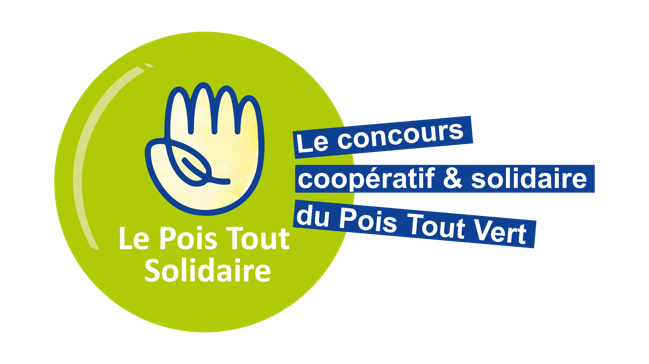 Le Pois Tout
Solidaire
Le concours
coopératif & solidaire
du Pois Tout Vert